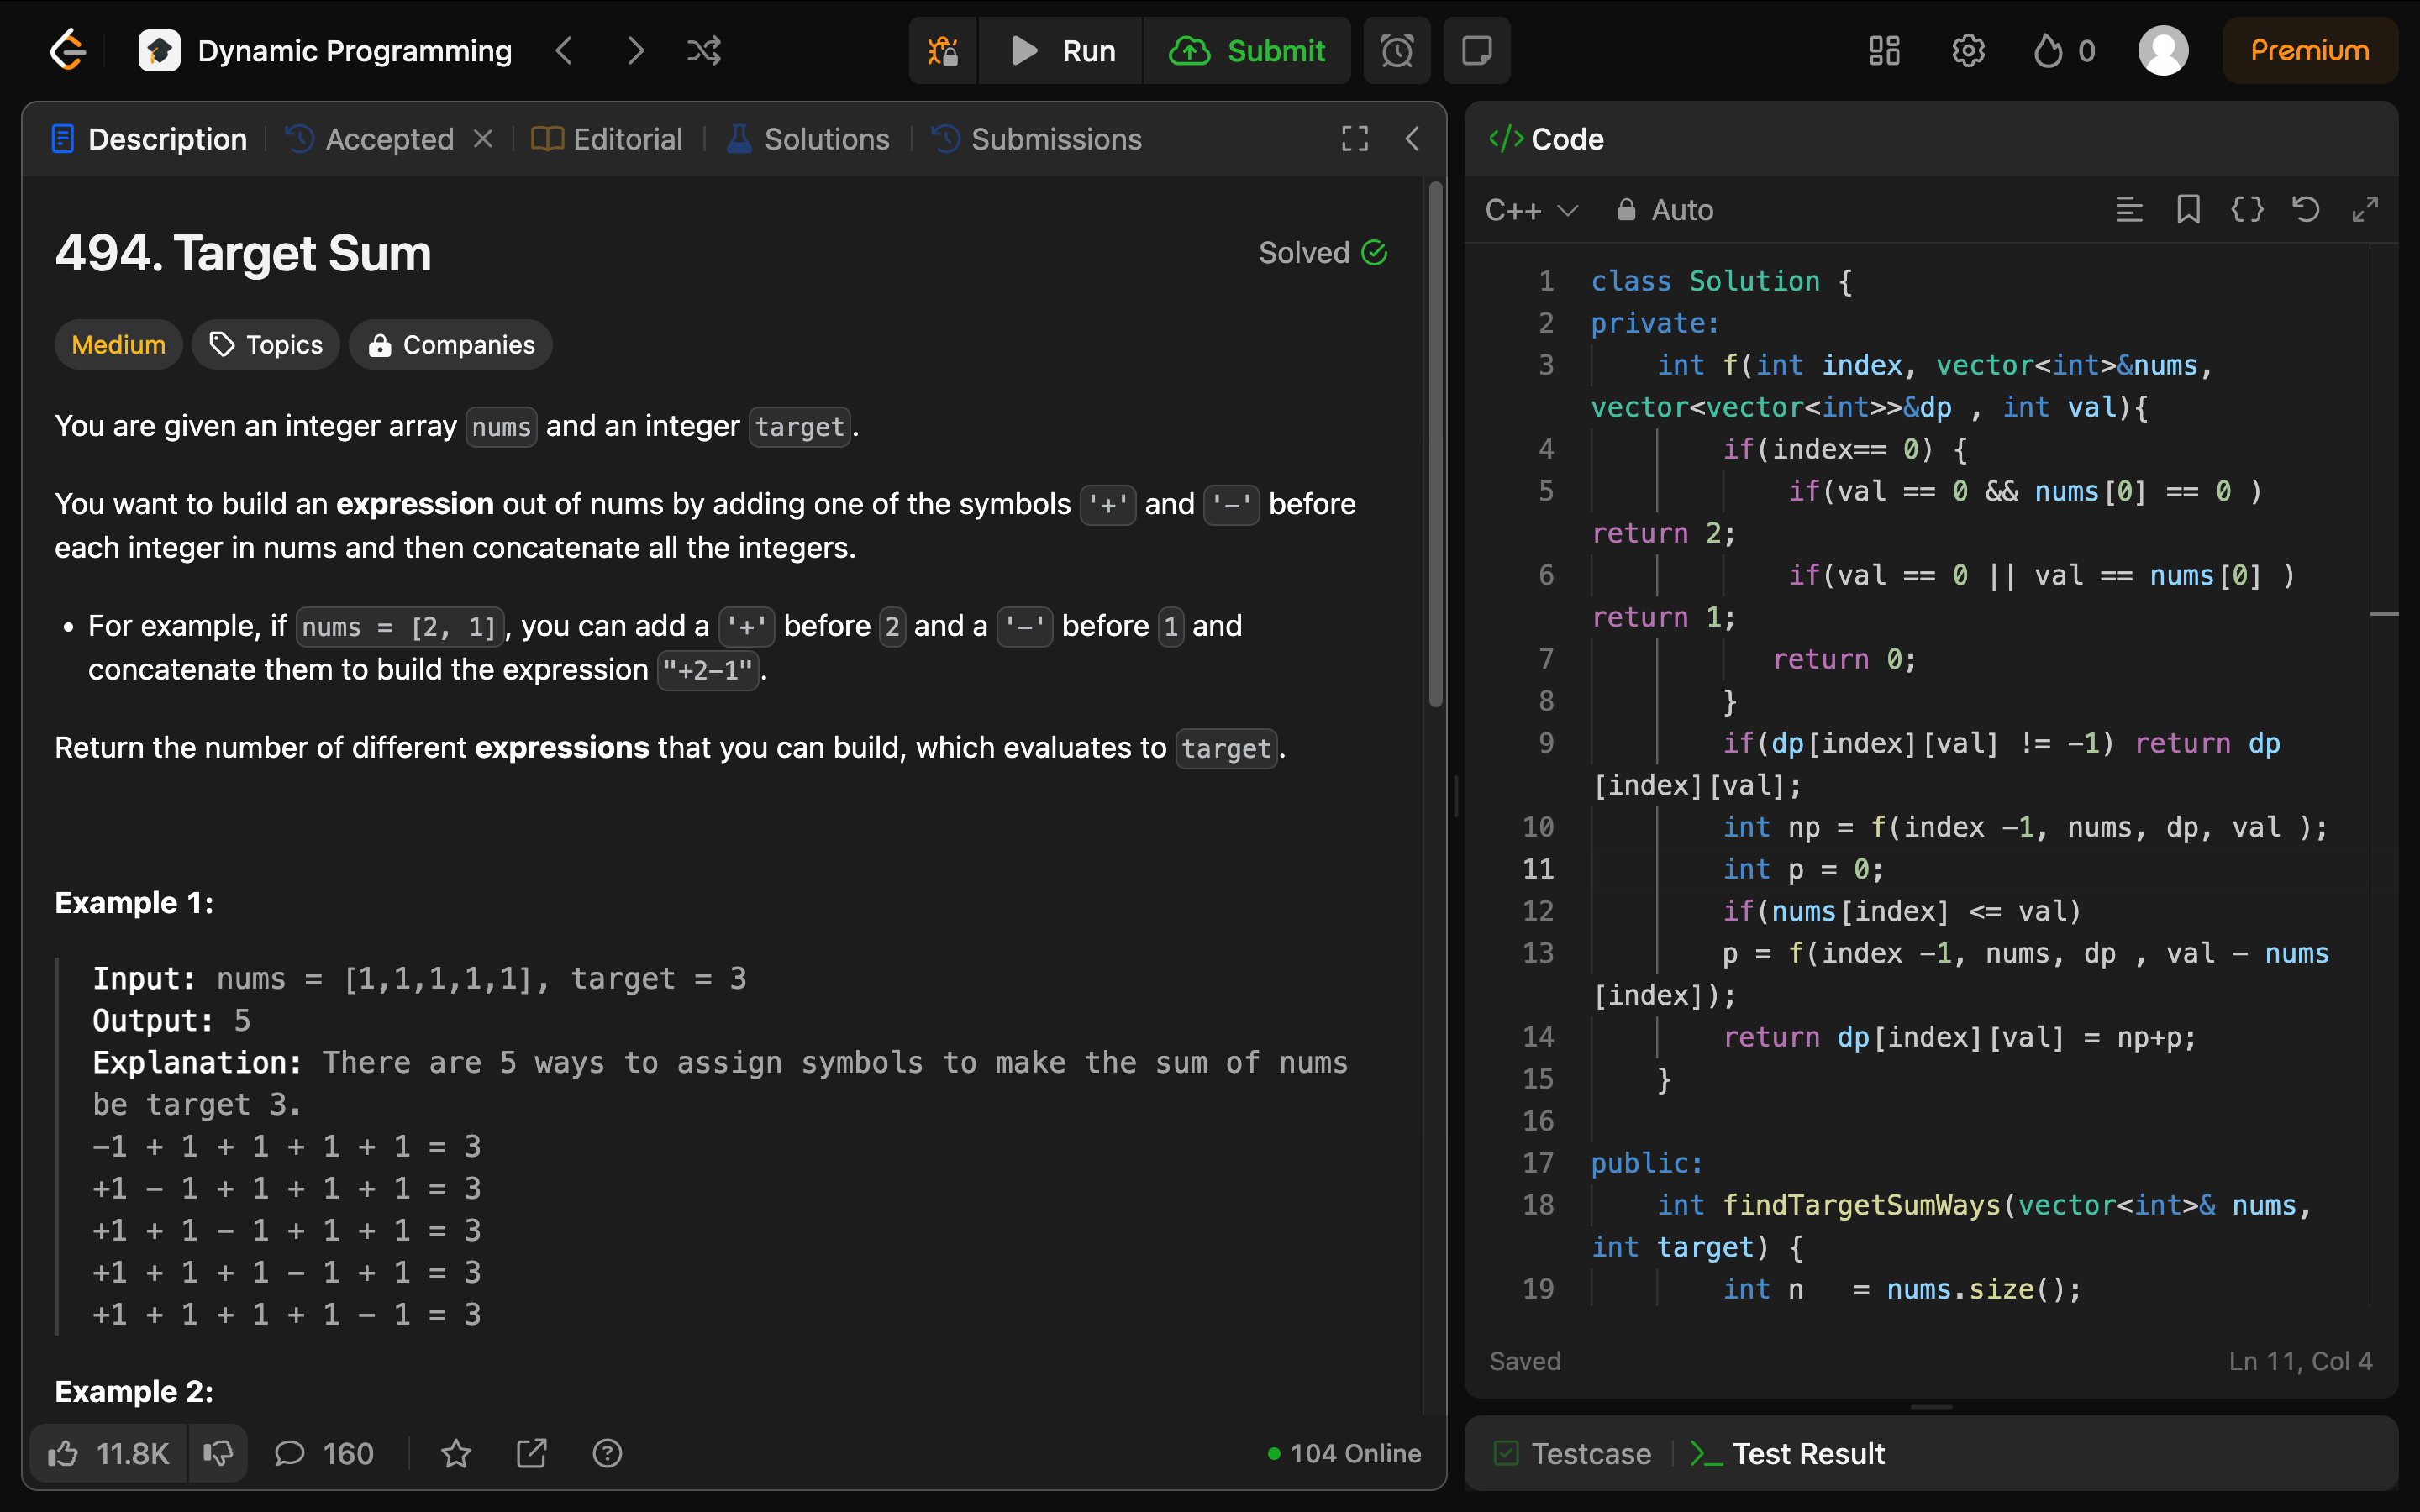 Dynamic Programming
Run
Submit
0
Premium
Description
Accepted
Editorial
Solutions
Submissions
494. Target Sum
Solved
Medium
Topics
Companies
You are given an integer array nums and an integer target.
You want to build an expression out of nums by adding one of the symbols '+' and '-' before
each integer in nums and then concatenate all the integers.
• For example, if nums = [2, 1], you can add a '+' before 2 and a '-' before 1 and
concatenate them to build the expression "+2-1".
Return the number of different expressions that you can build, which evaluates to target.
Example 1:
Input: nums = [1,1,1,1,1], target = 3
Output: 5
Explanation: There are 5 ways to assign symbols to make the sum of nums
be target 3.
-1 + 1 + 1 + 1 + 1 = 3
+1 - 1 + 1 + 1 + 1 = 3
+1 + 1 - 1 + 1 + 1 = 3
+1 + 1 + 1 - 1 + 1 = 3
+1 + 1 + 1 + 1 - 1 = 3
Example 2:
11.8K
160
104 Online
</> Code
C++
Auto
1 class Solution {
2 private:
3     int f(int index, vector<int>&nums,
vector<vector<int>>&dp , int val){
4         if(index== 0) {
5             if(val == 0 && nums[0] == 0 )
return 2;
6             if(val == 0 || val == nums[0] )
return 1;
7            return 0;
8         }
9         if(dp[index][val] != -1) return dp
[index][val];
10         int np = f(index -1, nums, dp, val );
11         int p = 0;
12         if(nums[index] <= val)
13         p = f(index -1, nums, dp , val - nums
[index]);
14         return dp[index][val] = np+p;
15     }
16
17 public:
18     int findTargetSumWays(vector<int>& nums,
int target) {
19         int n   = nums.size();
Saved
Ln 11, Col 4
Testcase
Test Result